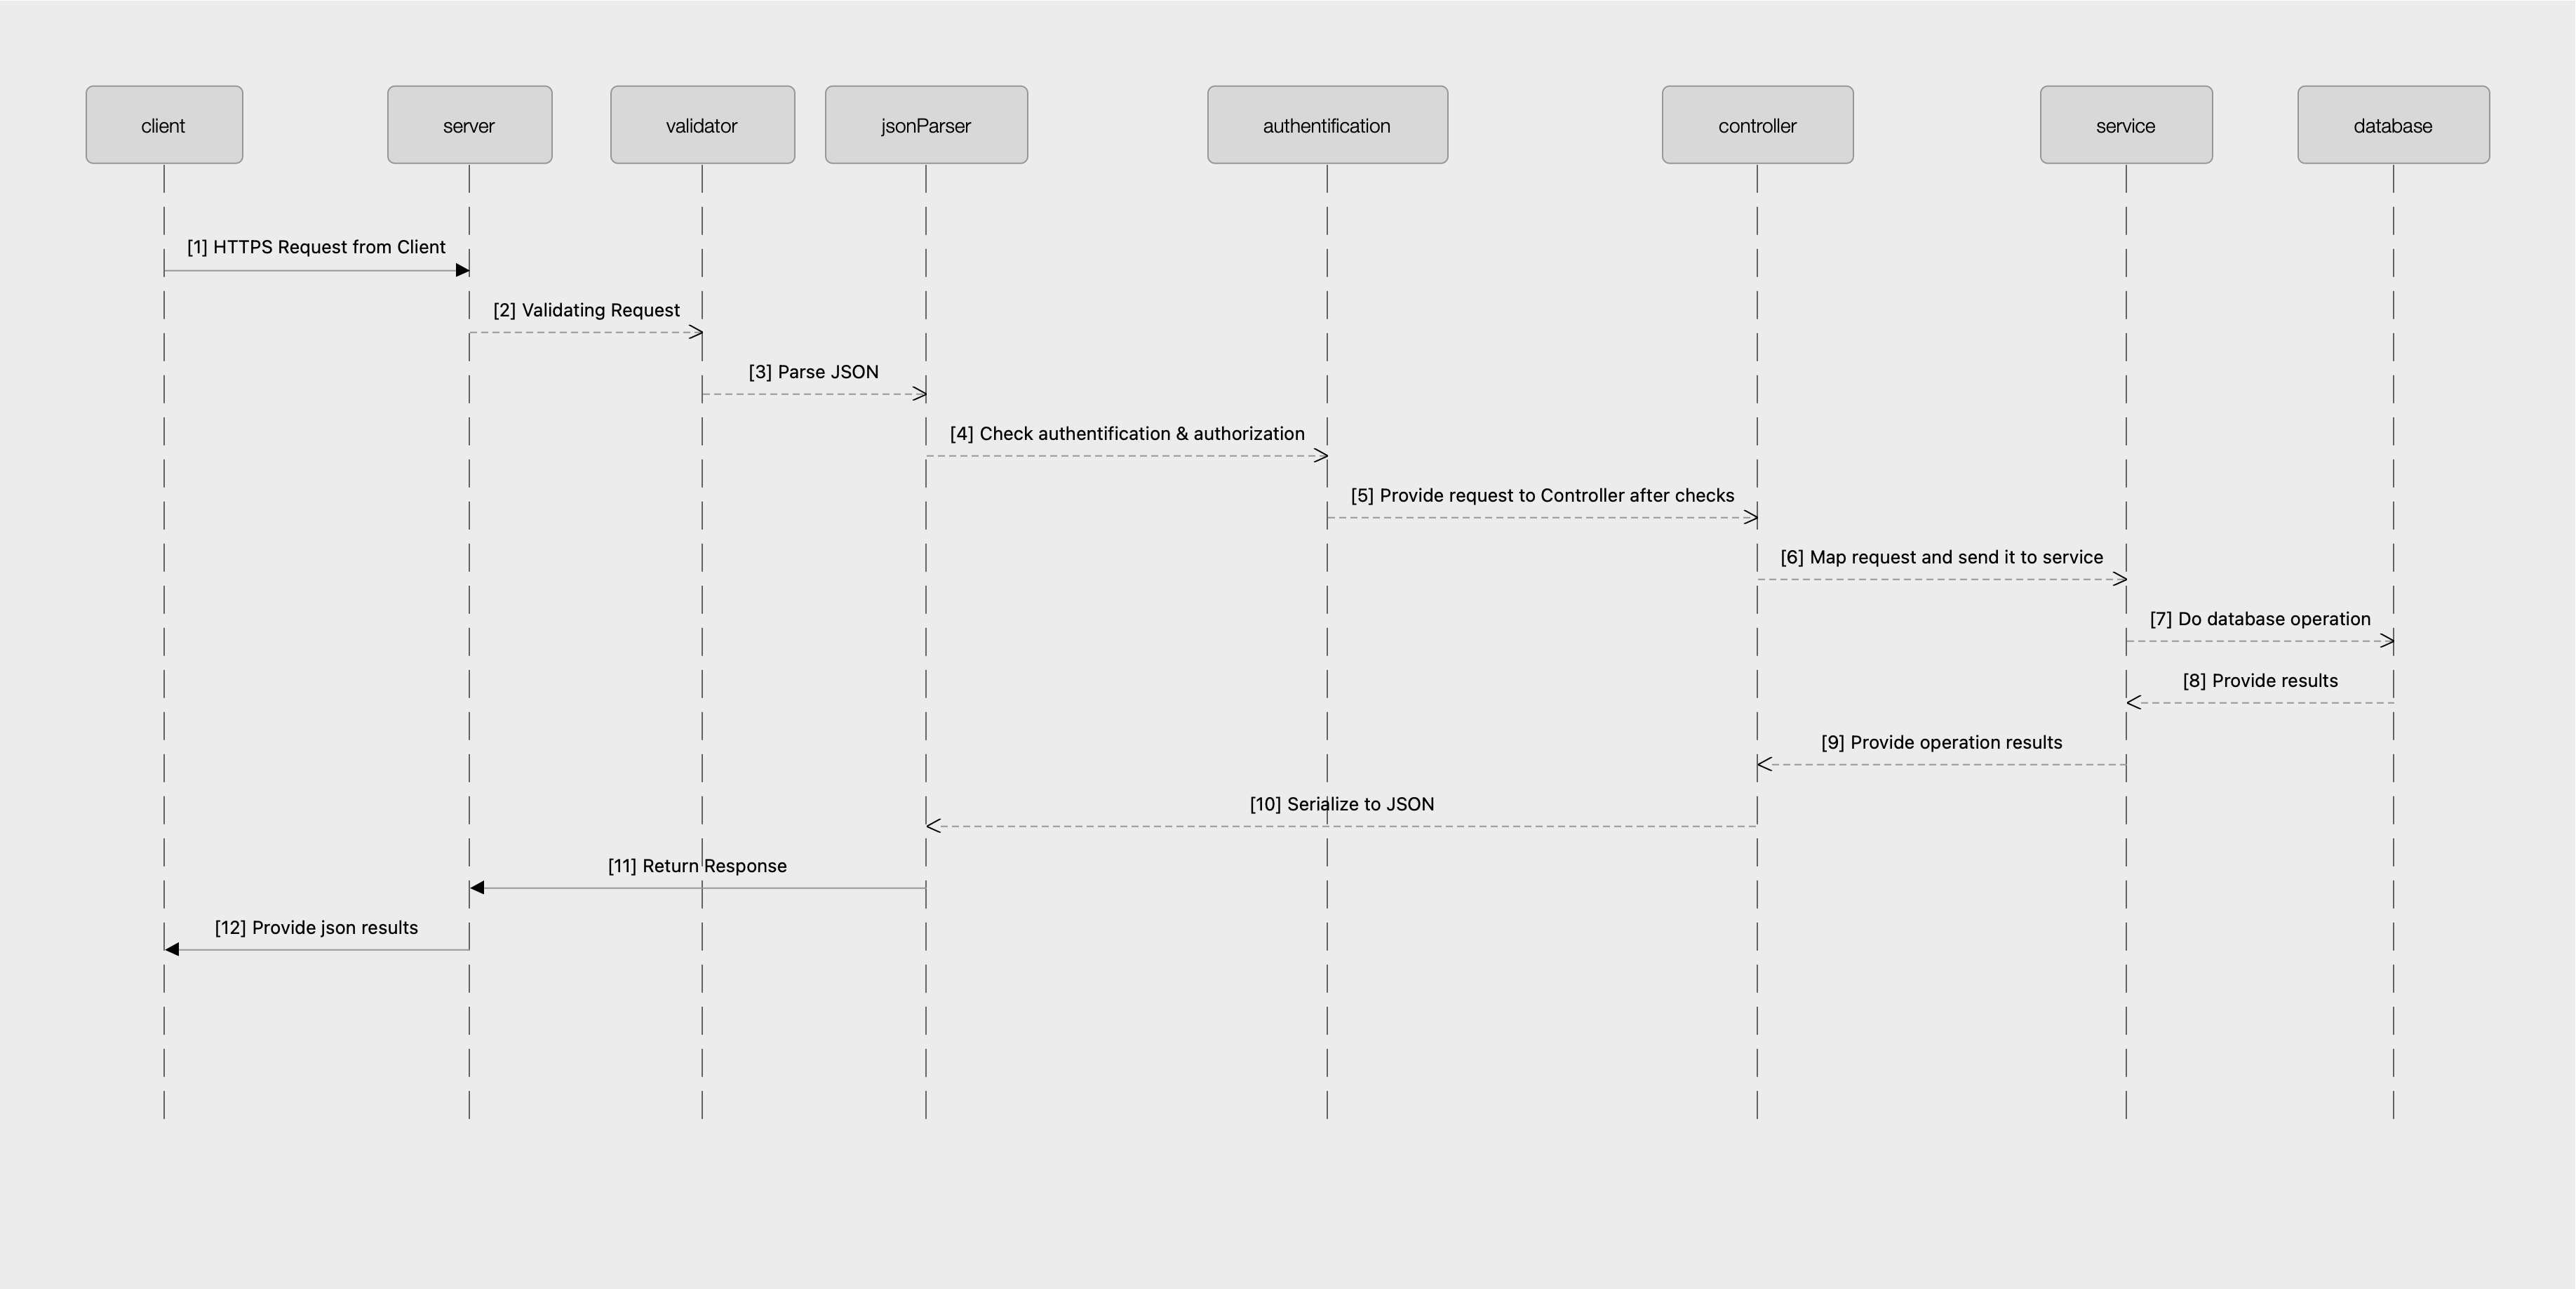 client
server
validator
jsonParser
authentification
controller
service
database
[1] HTTPS Request from Client
[2] Validating Request
[3] Parse JSON
[4] Check authentification & authorization
[5] Provide request to Controller after checks
[6] Map request and send it to service
[7] Do database operation
[8] Provide results
[9] Provide operation results
[10] Serialize to JSON
[11] Return Response
[12] Provide json results